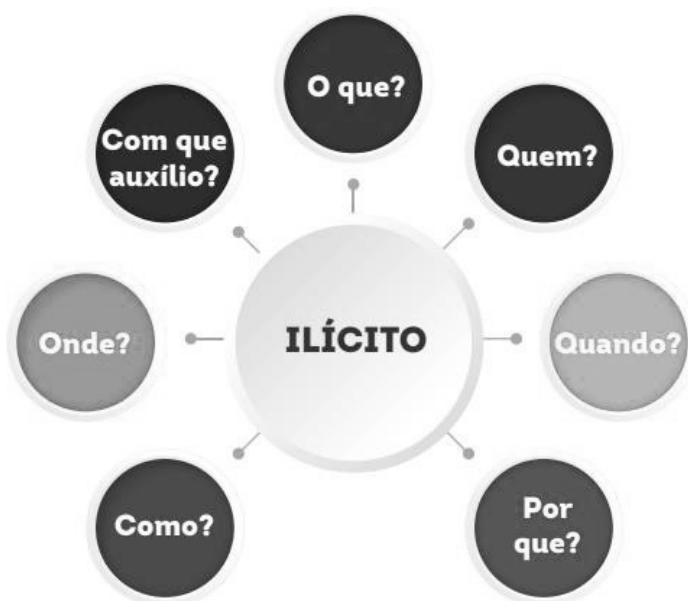 O que?
Quem?
Quando?
Por
que?
Como?
Onde?
Com que
auxílio?
ILÍCITO